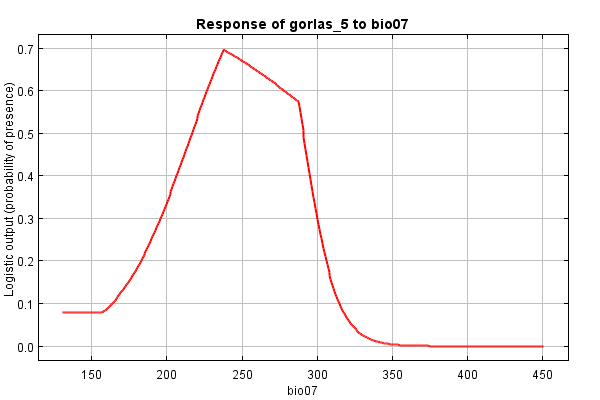 Response of gorlas_5 to bio07
Logistic output (probability of presence)
0.7
0.6
0.5
0.4
0.3
0.2
0.1
0.0
150 200 250 300 350 400 450
bio07